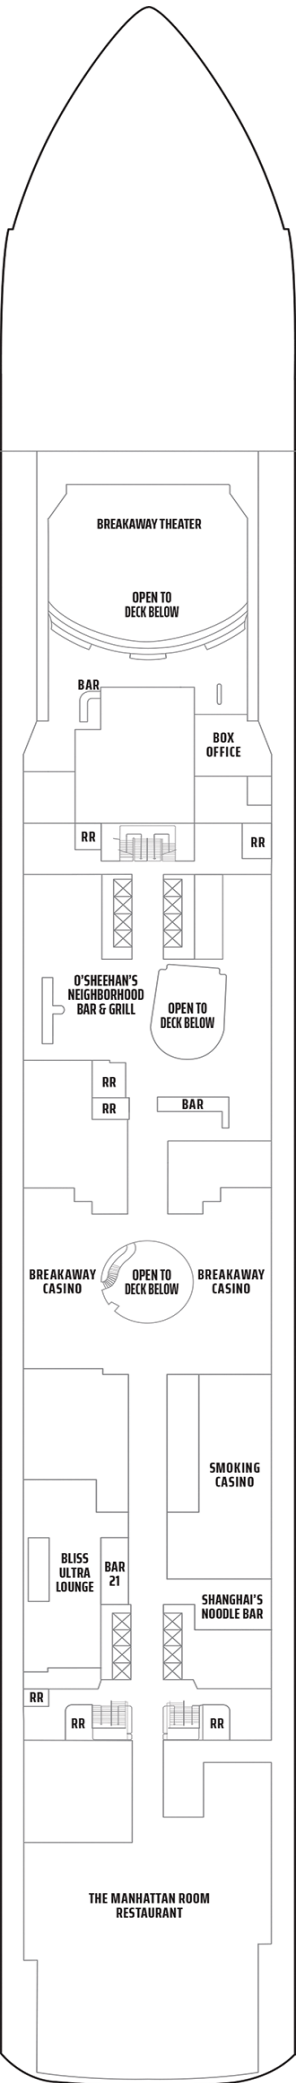 BREAKAWAY THEATER
OPEN TO
DECK BELOW
BAR
BOX
OFFICE
RR
RR
O'SHEEHAN'S
NEIGHBORHOOD
BAR & GRILL
OPEN TO
DECK BELOW
RR
RR
BAR
BREAKAWAY
CASINO
OPEN TO
DECK BELOW
BREAKAWAY
CASINO
SMOKING
CASINO
BLISS
ULTRA
LOUNGE
BAR
21
SHANGHAI'S
NOODLE BAR
RR
RR
RR
THE MANHATTAN ROOM
RESTAURANT